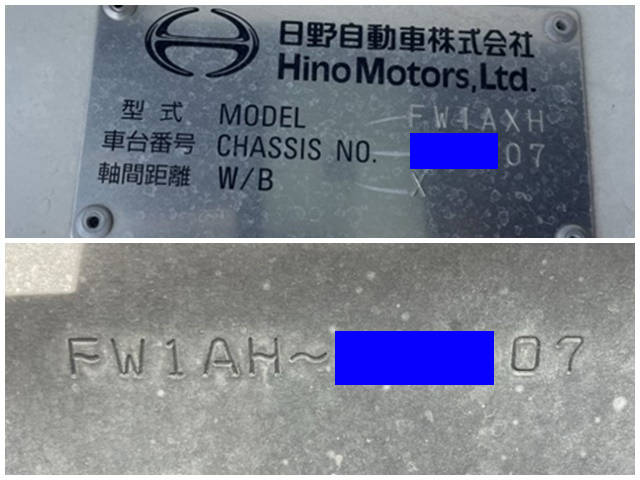 日野自動車株式会社
Hino Motors, Ltd.
型式 MODEL FW1AXH
車台番号 CHASSIS NO. 07
軸間距離 W/B X
FW1AH~ 07